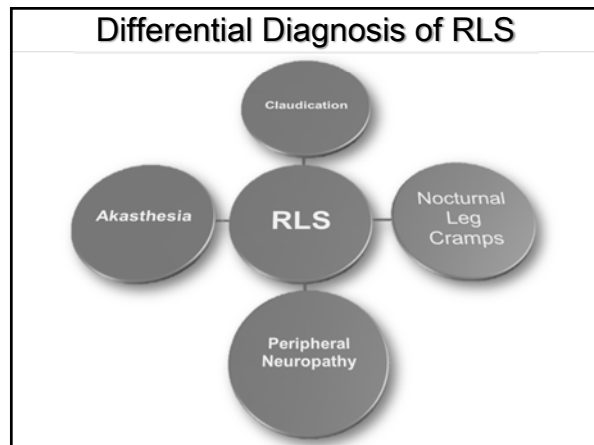 Differential Diagnosis of RLS
Claudication
Akasthesia
RLS
Nocturnal
Leg
Cramps
Peripheral
Neuropathy